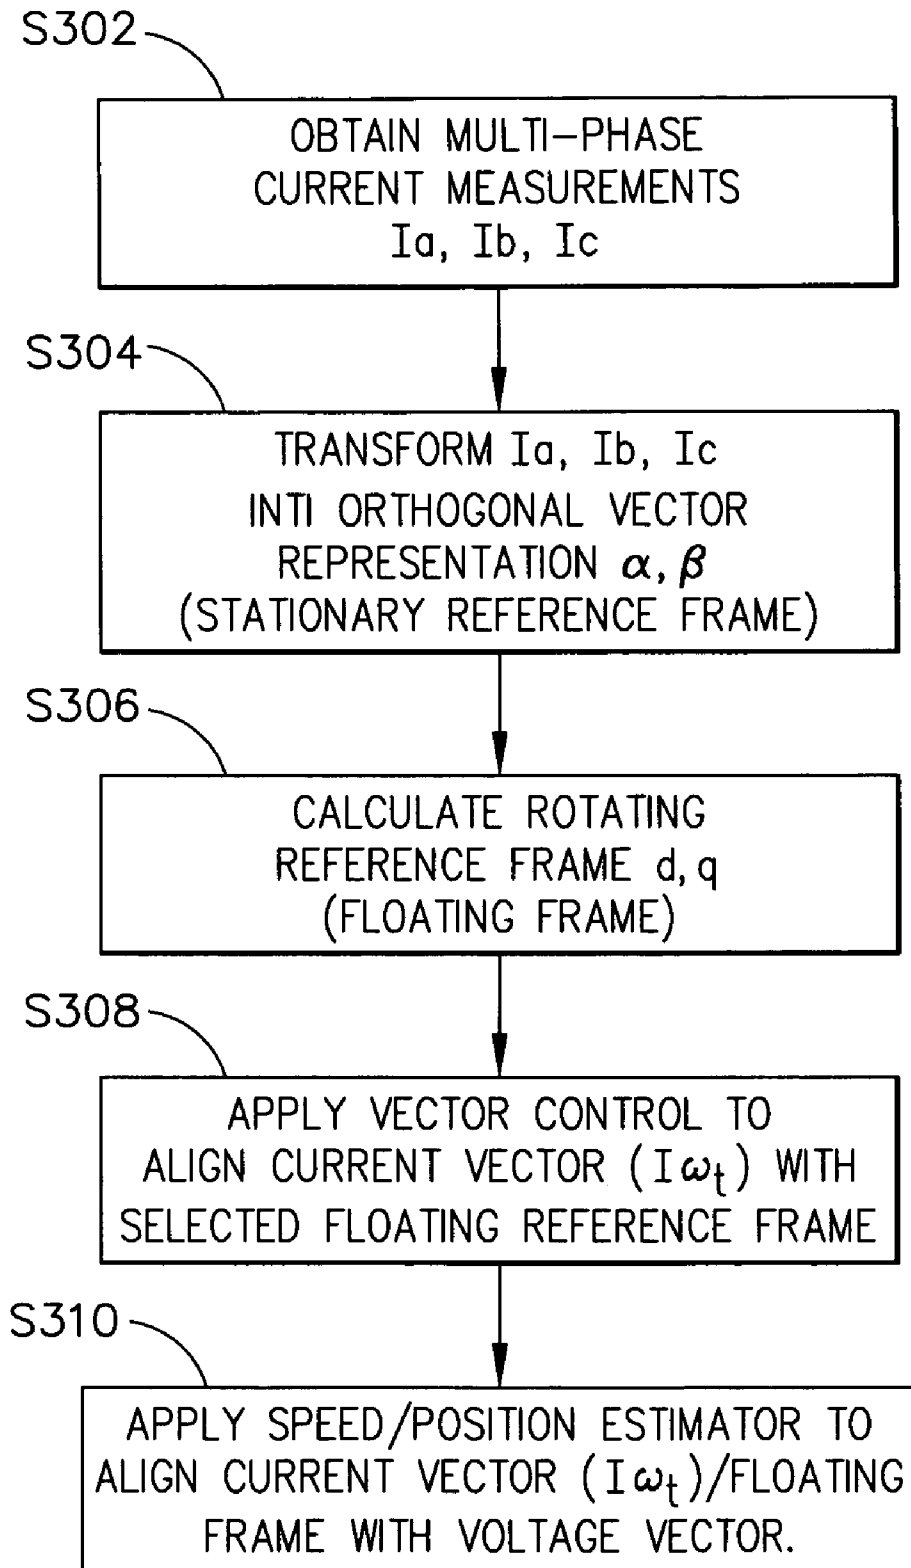 S302
OBTAIN MULTI-PHASE
CURRENT MEASUREMENTS
Ia, Ib, Ic
S304
TRANSFORM Ia, Ib, Ic
INTI ORTHOGONAL VECTOR
REPRESENTATION α, β
(STATIONARY REFERENCE FRAME)
S306
CALCULATE ROTATING
REFERENCE FRAME d, q
(FLOATING FRAME)
S308
APPLY VECTOR CONTROL TO
ALIGN CURRENT VECTOR (Iωt) WITH
SELECTED FLOATING REFERENCE FRAME
S310
APPLY SPEED/POSITION ESTIMATOR TO
ALIGN CURRENT VECTOR (Iωt)/FLOATING
FRAME WITH VOLTAGE VECTOR.